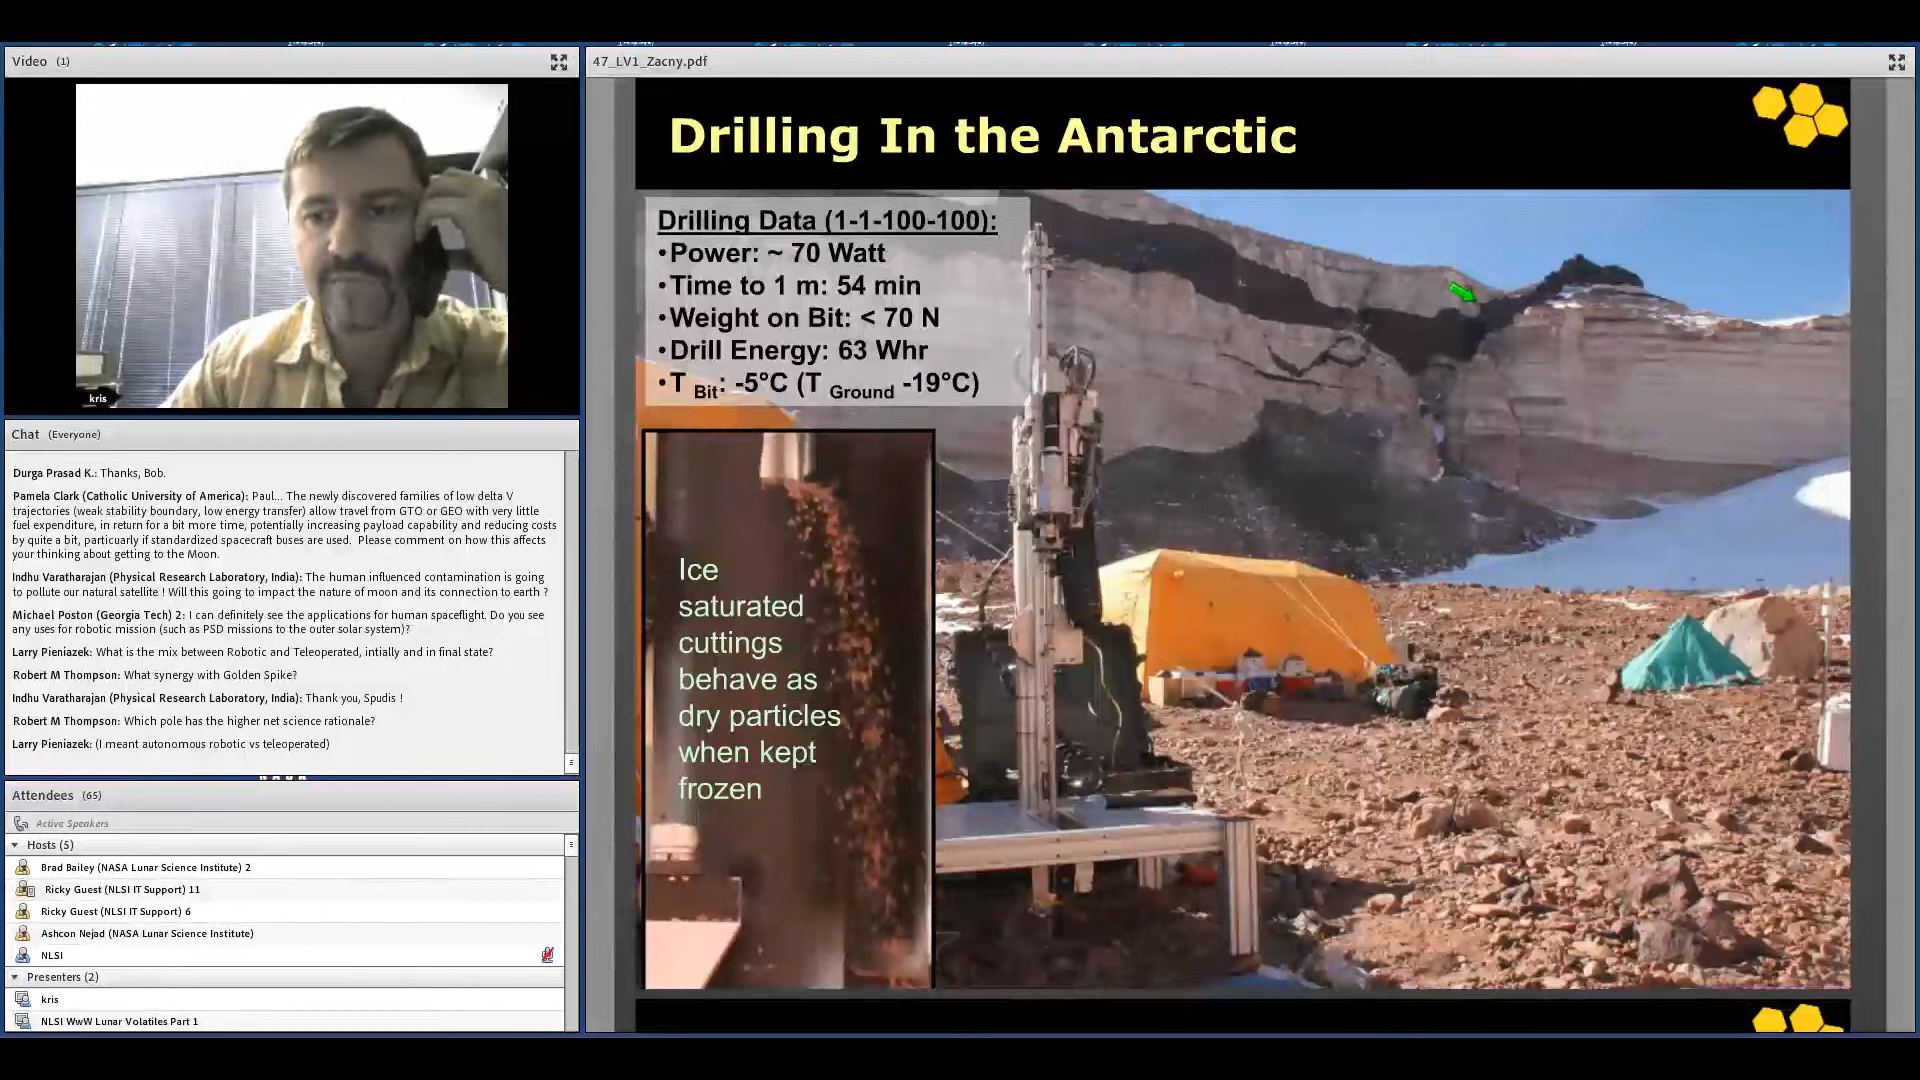 Video (1)
kris
Chat (Everyone)
Durga Prasad K.: Thanks, Bob.
Pamela Clark (Catholic University of America): Paul... The newly discovered families of low delta V
trajectories (weak stability boundary, low energy transfer) allow travel from GTO or GEO with very little
fuel expenditure, in return for a bit more time, potentially increasing payload capability and reducing costs
by quite a bit, particuarly if standardized spacecraft buses are used. Please comment on how this affects
your thinking about getting to the Moon.
Indhu Varatharajan (Physical Research Laboratory, India): The human influenced contamination is going
to pollute our natural satellite ! Will this going to impact the nature of moon and its connection to earth ?
Michael Poston (Georgia Tech) 2: I can definitely see the applications for human spaceflight. Do you see
any uses for robotic mission (such as PSD missions to the outer solar system)?
Larry Pieniazek: What is the mix between Robotic and Teleoperated, intially and in final state?
Robert M Thompson: What synergy with Golden Spike?
Indhu Varatharajan (Physical Research Laboratory, India): Thank you, Spudis !
Robert M Thompson: Which pole has the higher net science rationale?
Larry Pieniazek: (I meant autonomous robotic vs teleoperated)
Attendees (65)
Active Speakers
Hosts (5)
Brad Bailey (NASA Lunar Science Institute) 2
Ricky Guest (NLSI IT Support) 11
Ricky Guest (NLSI IT Support) 6
Ashcon Nejad (NASA Lunar Science Institute)
NLSI
Presenters (2)
kris
NLSI WwW Lunar Volatiles Part 1
47_LV1_Zacny.pdf
Drilling In the Antarctic
Drilling Data (1-1-100-100):
•Power: ~ 70 Watt
•Time to 1 m: 54 min
•Weight on Bit: < 70 N
•Drill Energy: 63 Whr
•T Bit: -5°C (T Ground -19°C)
Ice
saturated
cuttings
behave as
dry particles
when kept
frozen